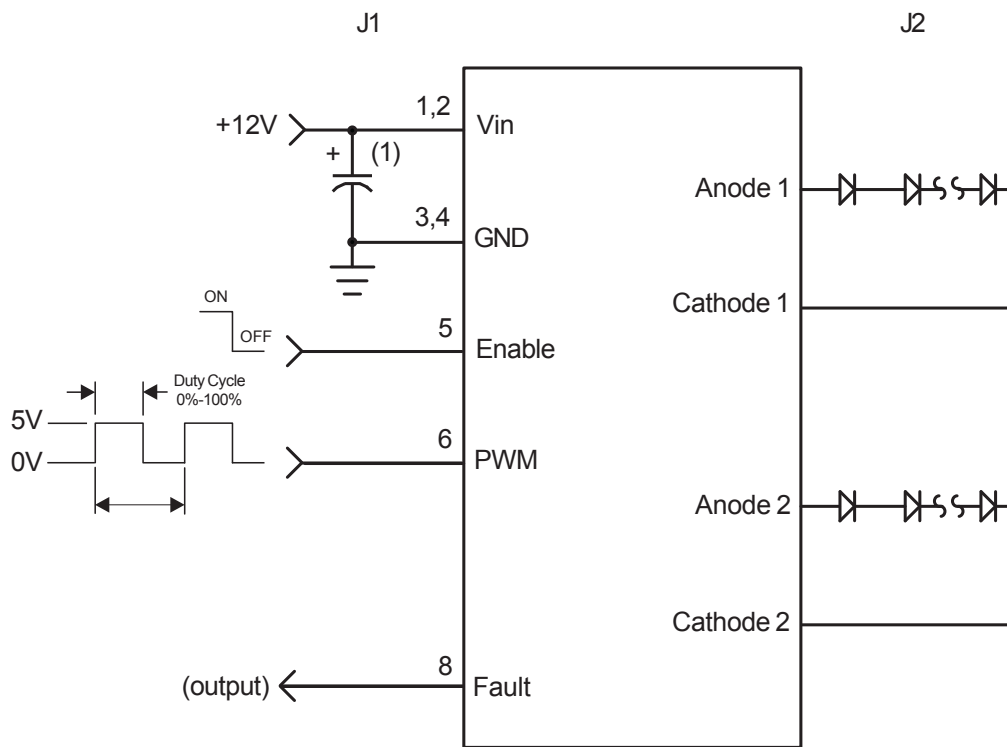 J1
J2
1,2
+12V
Vin
+ (1)
Anode 1
3,4
GND
Cathode 1
ON
OFF
5
Enable
Duty Cycle
0%-100%
5V
6
0V
PWM
Anode 2
Cathode 2
8
(output)
Fault